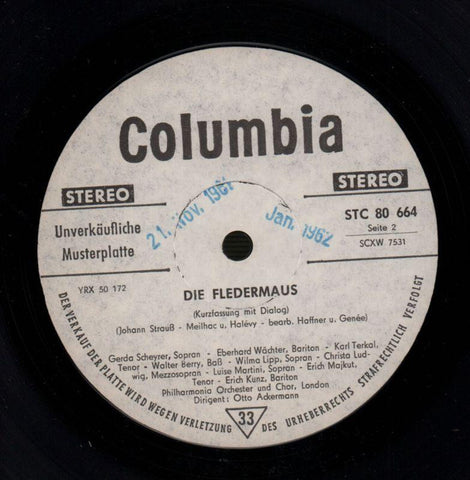 Columbia
STEREO
STEREO
Unverkäufliche
Musterplatte
21. Nov. 1961
Jan. 1962
STC 80 664
Seite 2
SCXW 7531
YRX 50 172
DIE FLEDERMAUS
(Kurzfassung mit Dialog)
(Johann Strauß - Meilhac u. Halévy - bearb. Haffner u. Genée)
Gerda Scheyrer, Sopran - Eberhard Wächter, Bariton - Karl Terkal,
Tenor - Walter Berry, Baß - Wilma Lipp, Sopran - Christa Lud-
wig, Mezzosopran - Luise Martini, Sopran - Erich Majkut,
Tenor - Erich Kunz, Bariton
Philharmonia Orchester und Chor, London
Dirigent: Otto Ackermann
33
DER VERKAUF DER PLATTE WIRD WEGEN VERLETZUNG DES URHEBERRECHTS STRAFRECHTLICH VERFOLGT